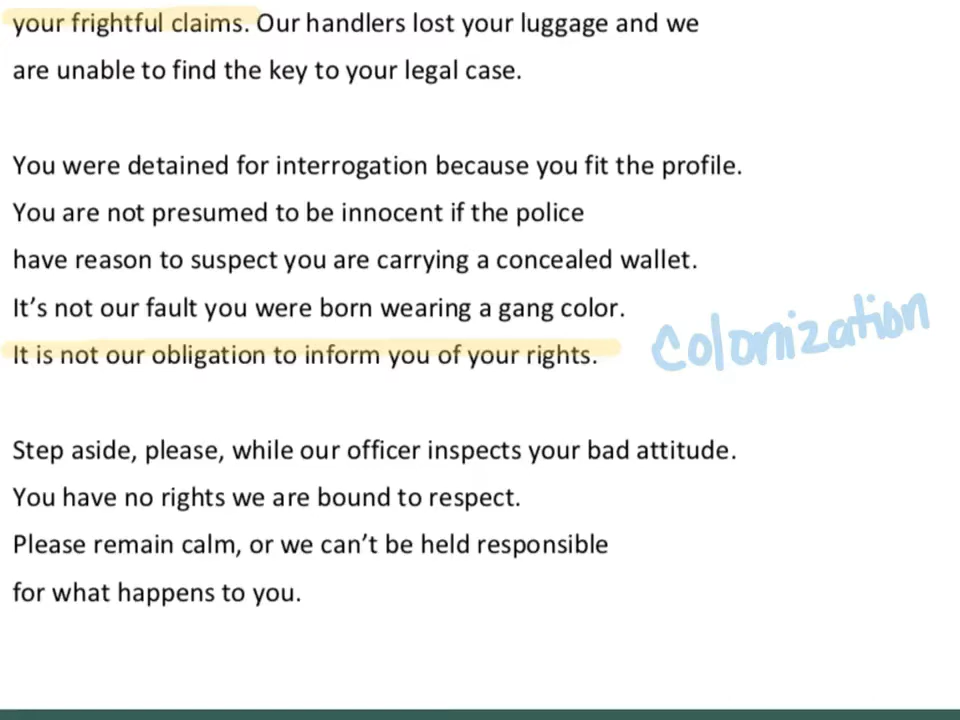 your frightful claims. Our handlers lost your luggage and we
are unable to find the key to your legal case.
You were detained for interrogation because you fit the profile.
You are not presumed to be innocent if the police
have reason to suspect you are carrying a concealed wallet.
It’s not our fault you were born wearing a gang color.
It is not our obligation to inform you of your rights.
Colonization
Step aside, please, while our officer inspects your bad attitude.
You have no rights we are bound to respect.
Please remain calm, or we can’t be held responsible
for what happens to you.